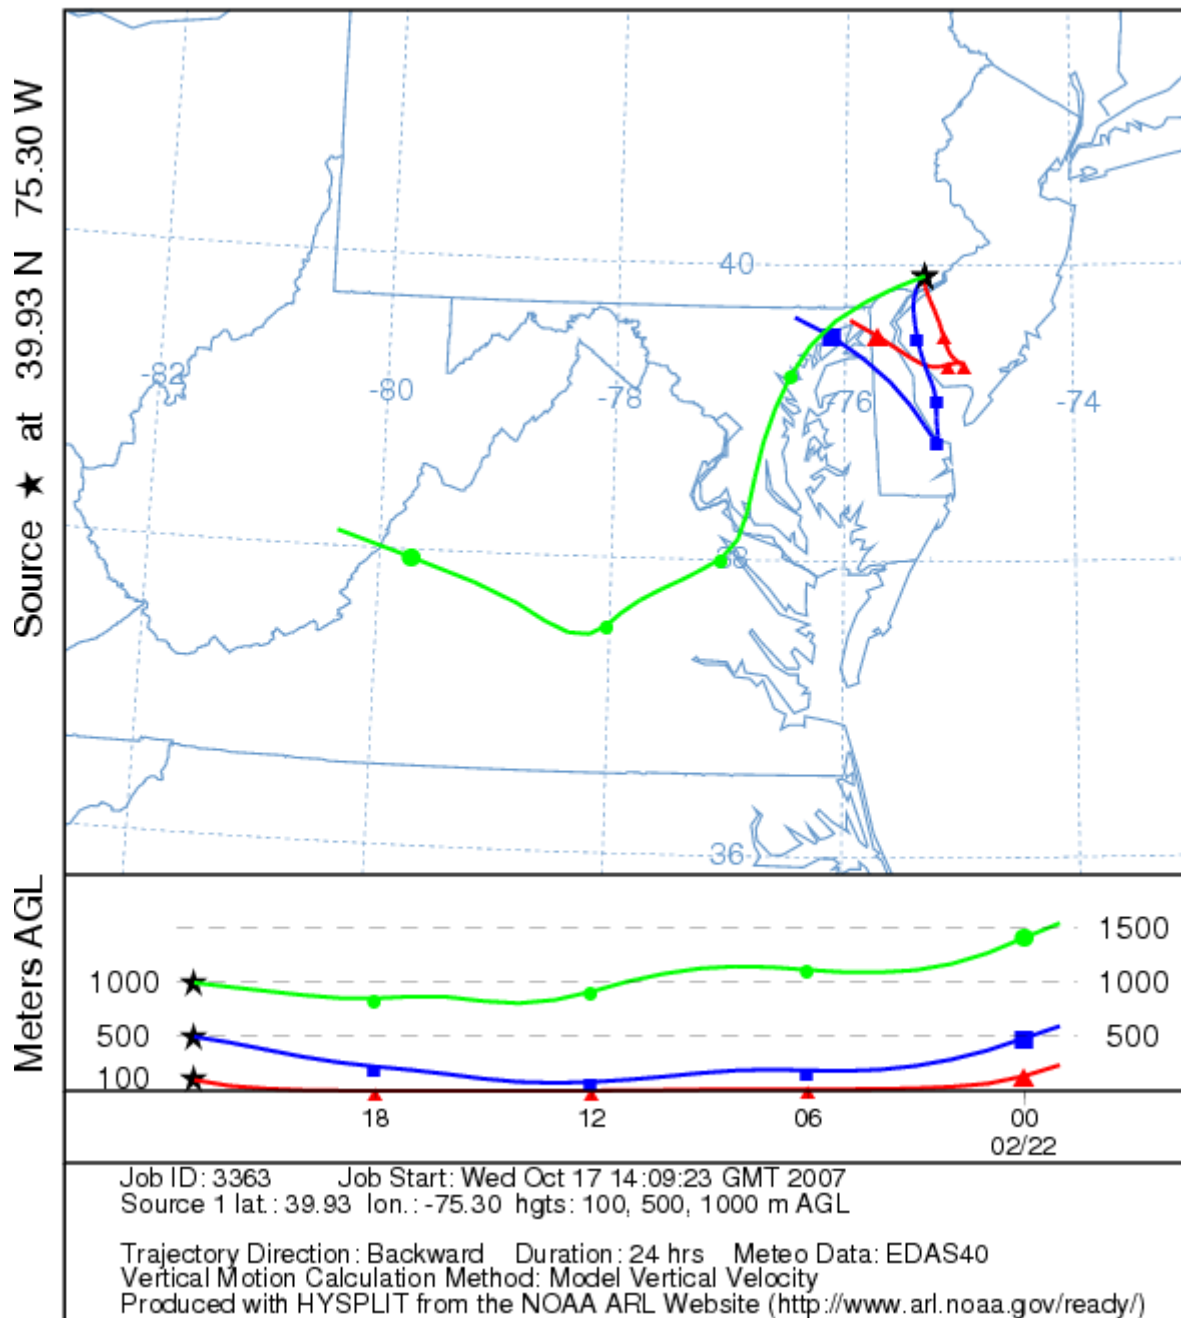 Source ★ at 39.93 N 75.30 W
40
-82
-80
-78
-76
-74
38
36
Meters AGL
1500
1000
1000
500
500
100
18
12
06
00
02/22
Job ID: 3363 Job Start: Wed Oct 17 14:09:23 GMT 2007
Source 1 lat.: 39.93 lon.: -75.30 hgts: 100, 500, 1000 m AGL
Trajectory Direction: Backward Duration: 24 hrs Meteo Data: EDAS40
Vertical Motion Calculation Method: Model Vertical Velocity
Produced with HYSPLIT from the NOAA ARL Website (http://www.arl.noaa.gov/ready/)